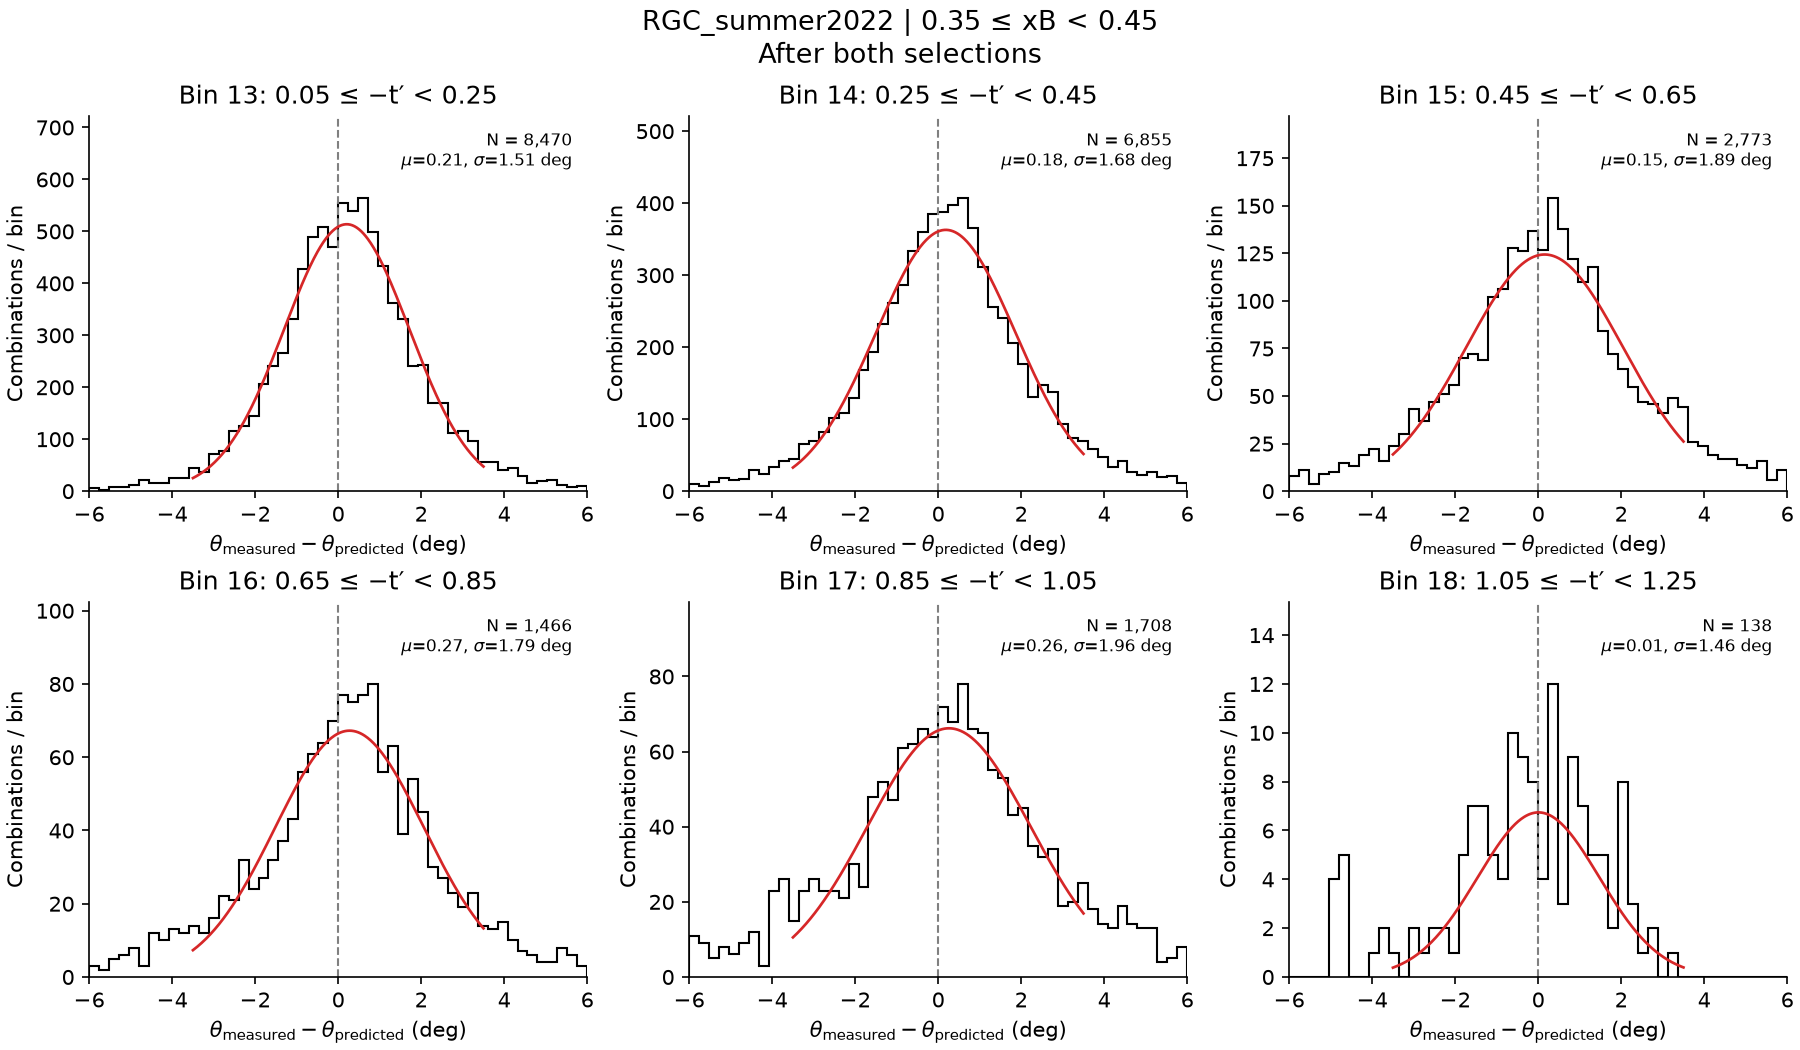 RGC_summer2022 | 0.35 ≤ xB < 0.45
After both selections
Bin 13: 0.05 ≤ −t′ < 0.25
N = 8,470
μ=0.21, σ=1.51 deg
Combinations / bin
700
600
500
400
300
200
100
0
−6 −4 −2 0 2 4 6
θmeasured − θpredicted (deg)
Bin 14: 0.25 ≤ −t′ < 0.45
N = 6,855
μ=0.18, σ=1.68 deg
Combinations / bin
500
400
300
200
100
0
−6 −4 −2 0 2 4 6
θmeasured − θpredicted (deg)
Bin 15: 0.45 ≤ −t′ < 0.65
N = 2,773
μ=0.15, σ=1.89 deg
Combinations / bin
175
150
125
100
75
50
25
0
−6 −4 −2 0 2 4 6
θmeasured − θpredicted (deg)
Bin 16: 0.65 ≤ −t′ < 0.85
N = 1,466
μ=0.27, σ=1.79 deg
Combinations / bin
100
80
60
40
20
0
−6 −4 −2 0 2 4 6
θmeasured − θpredicted (deg)
Bin 17: 0.85 ≤ −t′ < 1.05
N = 1,708
μ=0.26, σ=1.96 deg
Combinations / bin
80
60
40
20
0
−6 −4 −2 0 2 4 6
θmeasured − θpredicted (deg)
Bin 18: 1.05 ≤ −t′ < 1.25
N = 138
μ=0.01, σ=1.46 deg
Combinations / bin
14
12
10
8
6
4
2
0
−6 −4 −2 0 2 4 6
θmeasured − θpredicted (deg)